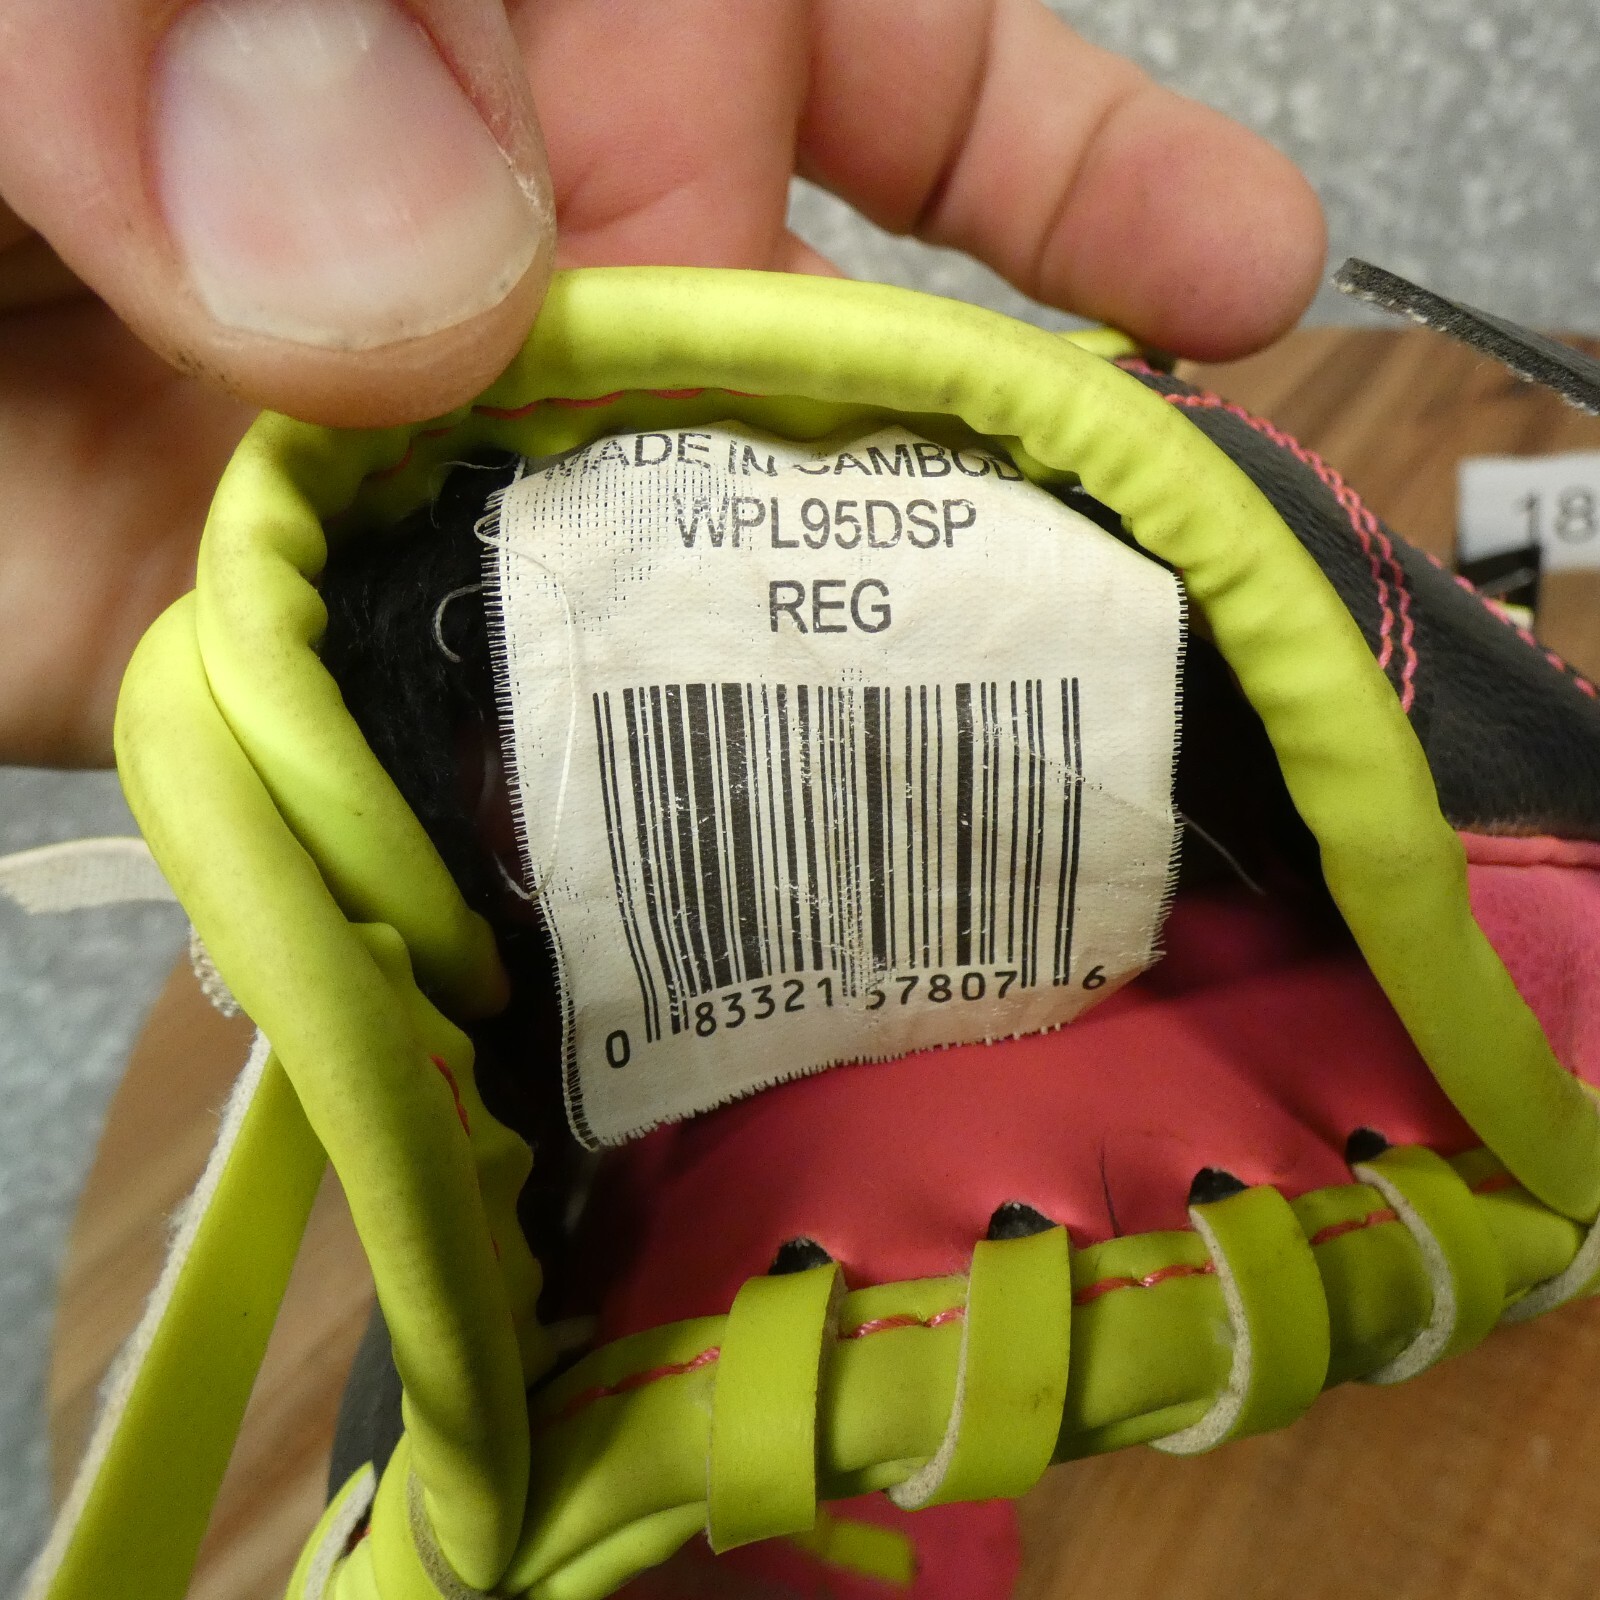 MADE IN CAMBOD
WPL95DSP
REG
0 83321 57807 6
18